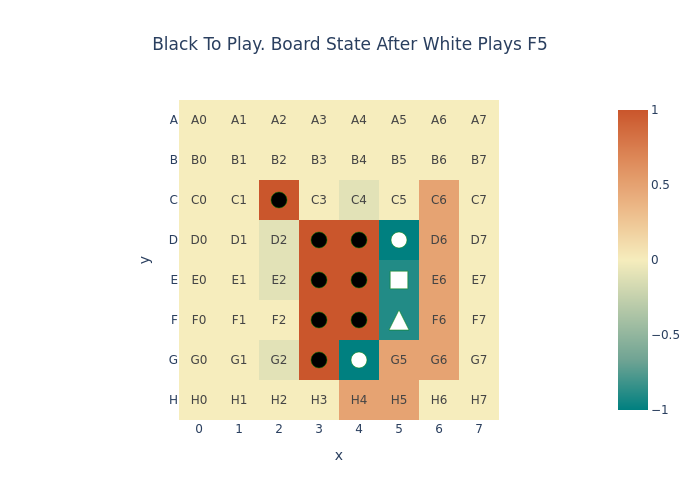 Black To Play. Board State After White Plays F5
A A0 A1 A2 A3 A4 A5 A6 A7
B B0 B1 B2 B3 B4 B5 B6 B7
C C0 C1 C3 C4 C5 C6 C7
D D0 D1 D2 D6 D7
E E0 E1 E2 E6 E7
F F0 F1 F2 F6 F7
G G0 G1 G2 G5 G6 G7
H H0 H1 H2 H3 H4 H5 H6 H7
0 1 2 3 4 5 6 7
x
y
1
0.5
0
−0.5
−1